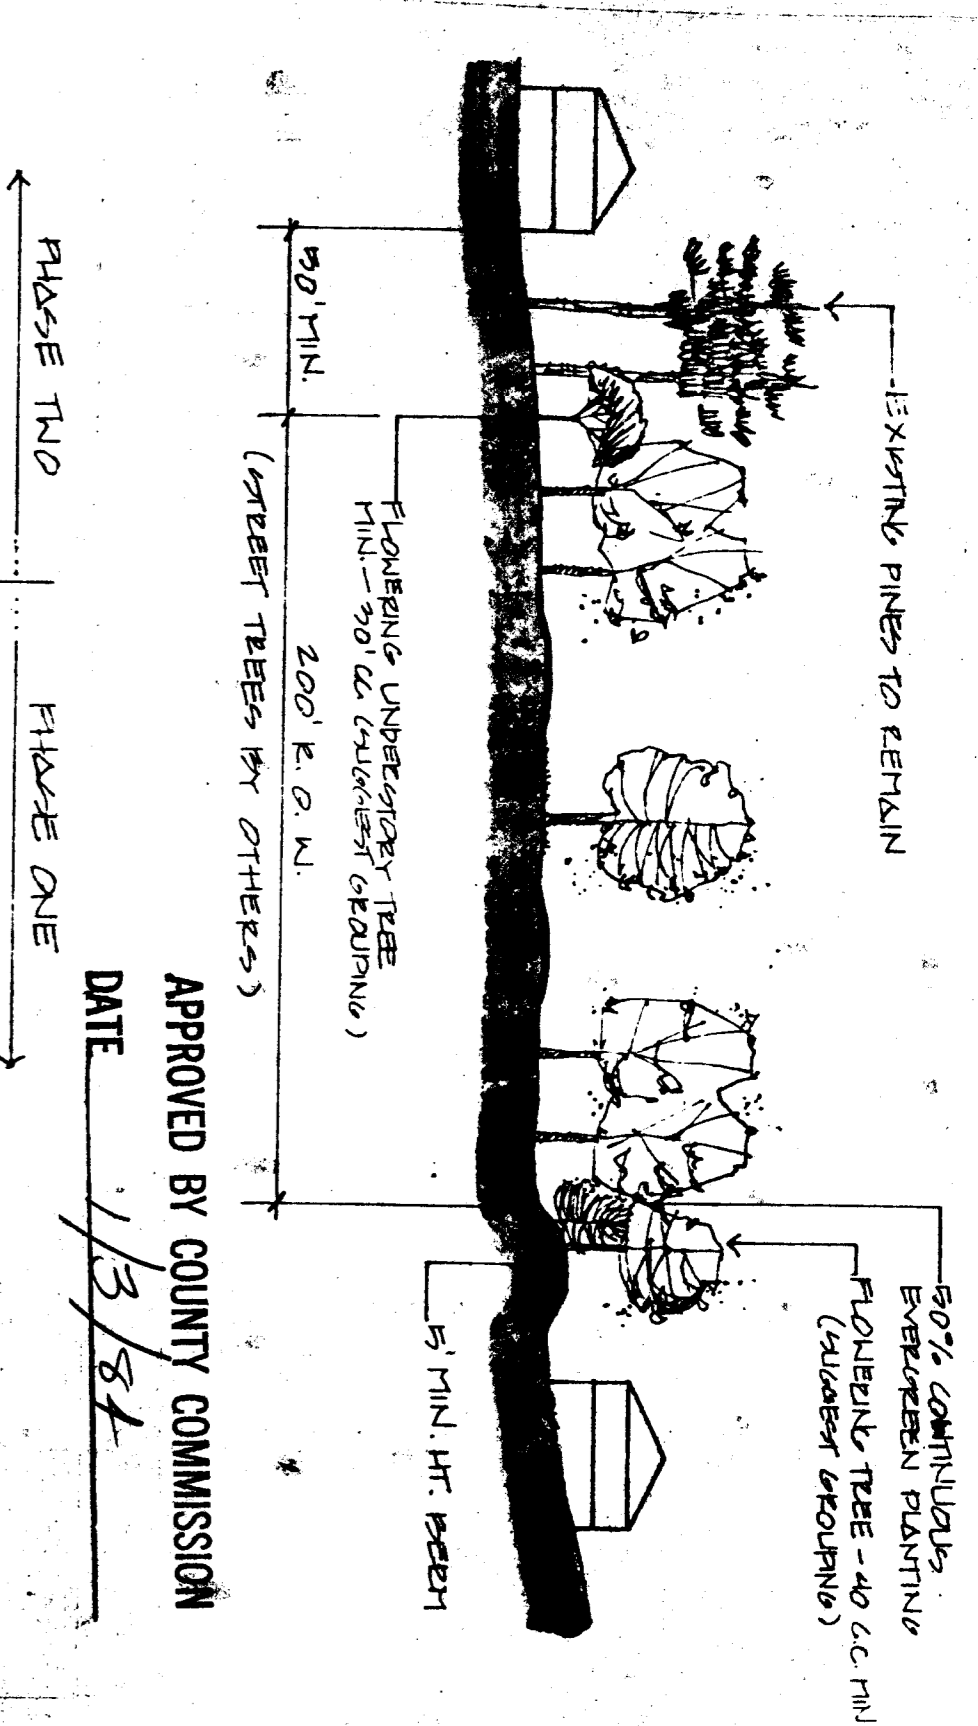 50% CONTINUOUS
EVERGREEN PLANTING
FLOWERING TREE - 40 C.C. MIN
(SUGGEST GROUPING)
EXISTING PINES TO REMAIN
5' MIN. HT. BERM
50' MIN.
FLOWERING UNDERSTORY TREE
MIN. - 30' CC (SUGGEST GROUPING)
200' R.O.W.
(STREET TREES BY OTHERS)
APPROVED BY COUNTY COMMISSION
DATE 1/3/84
PHASE TWO
PHASE ONE